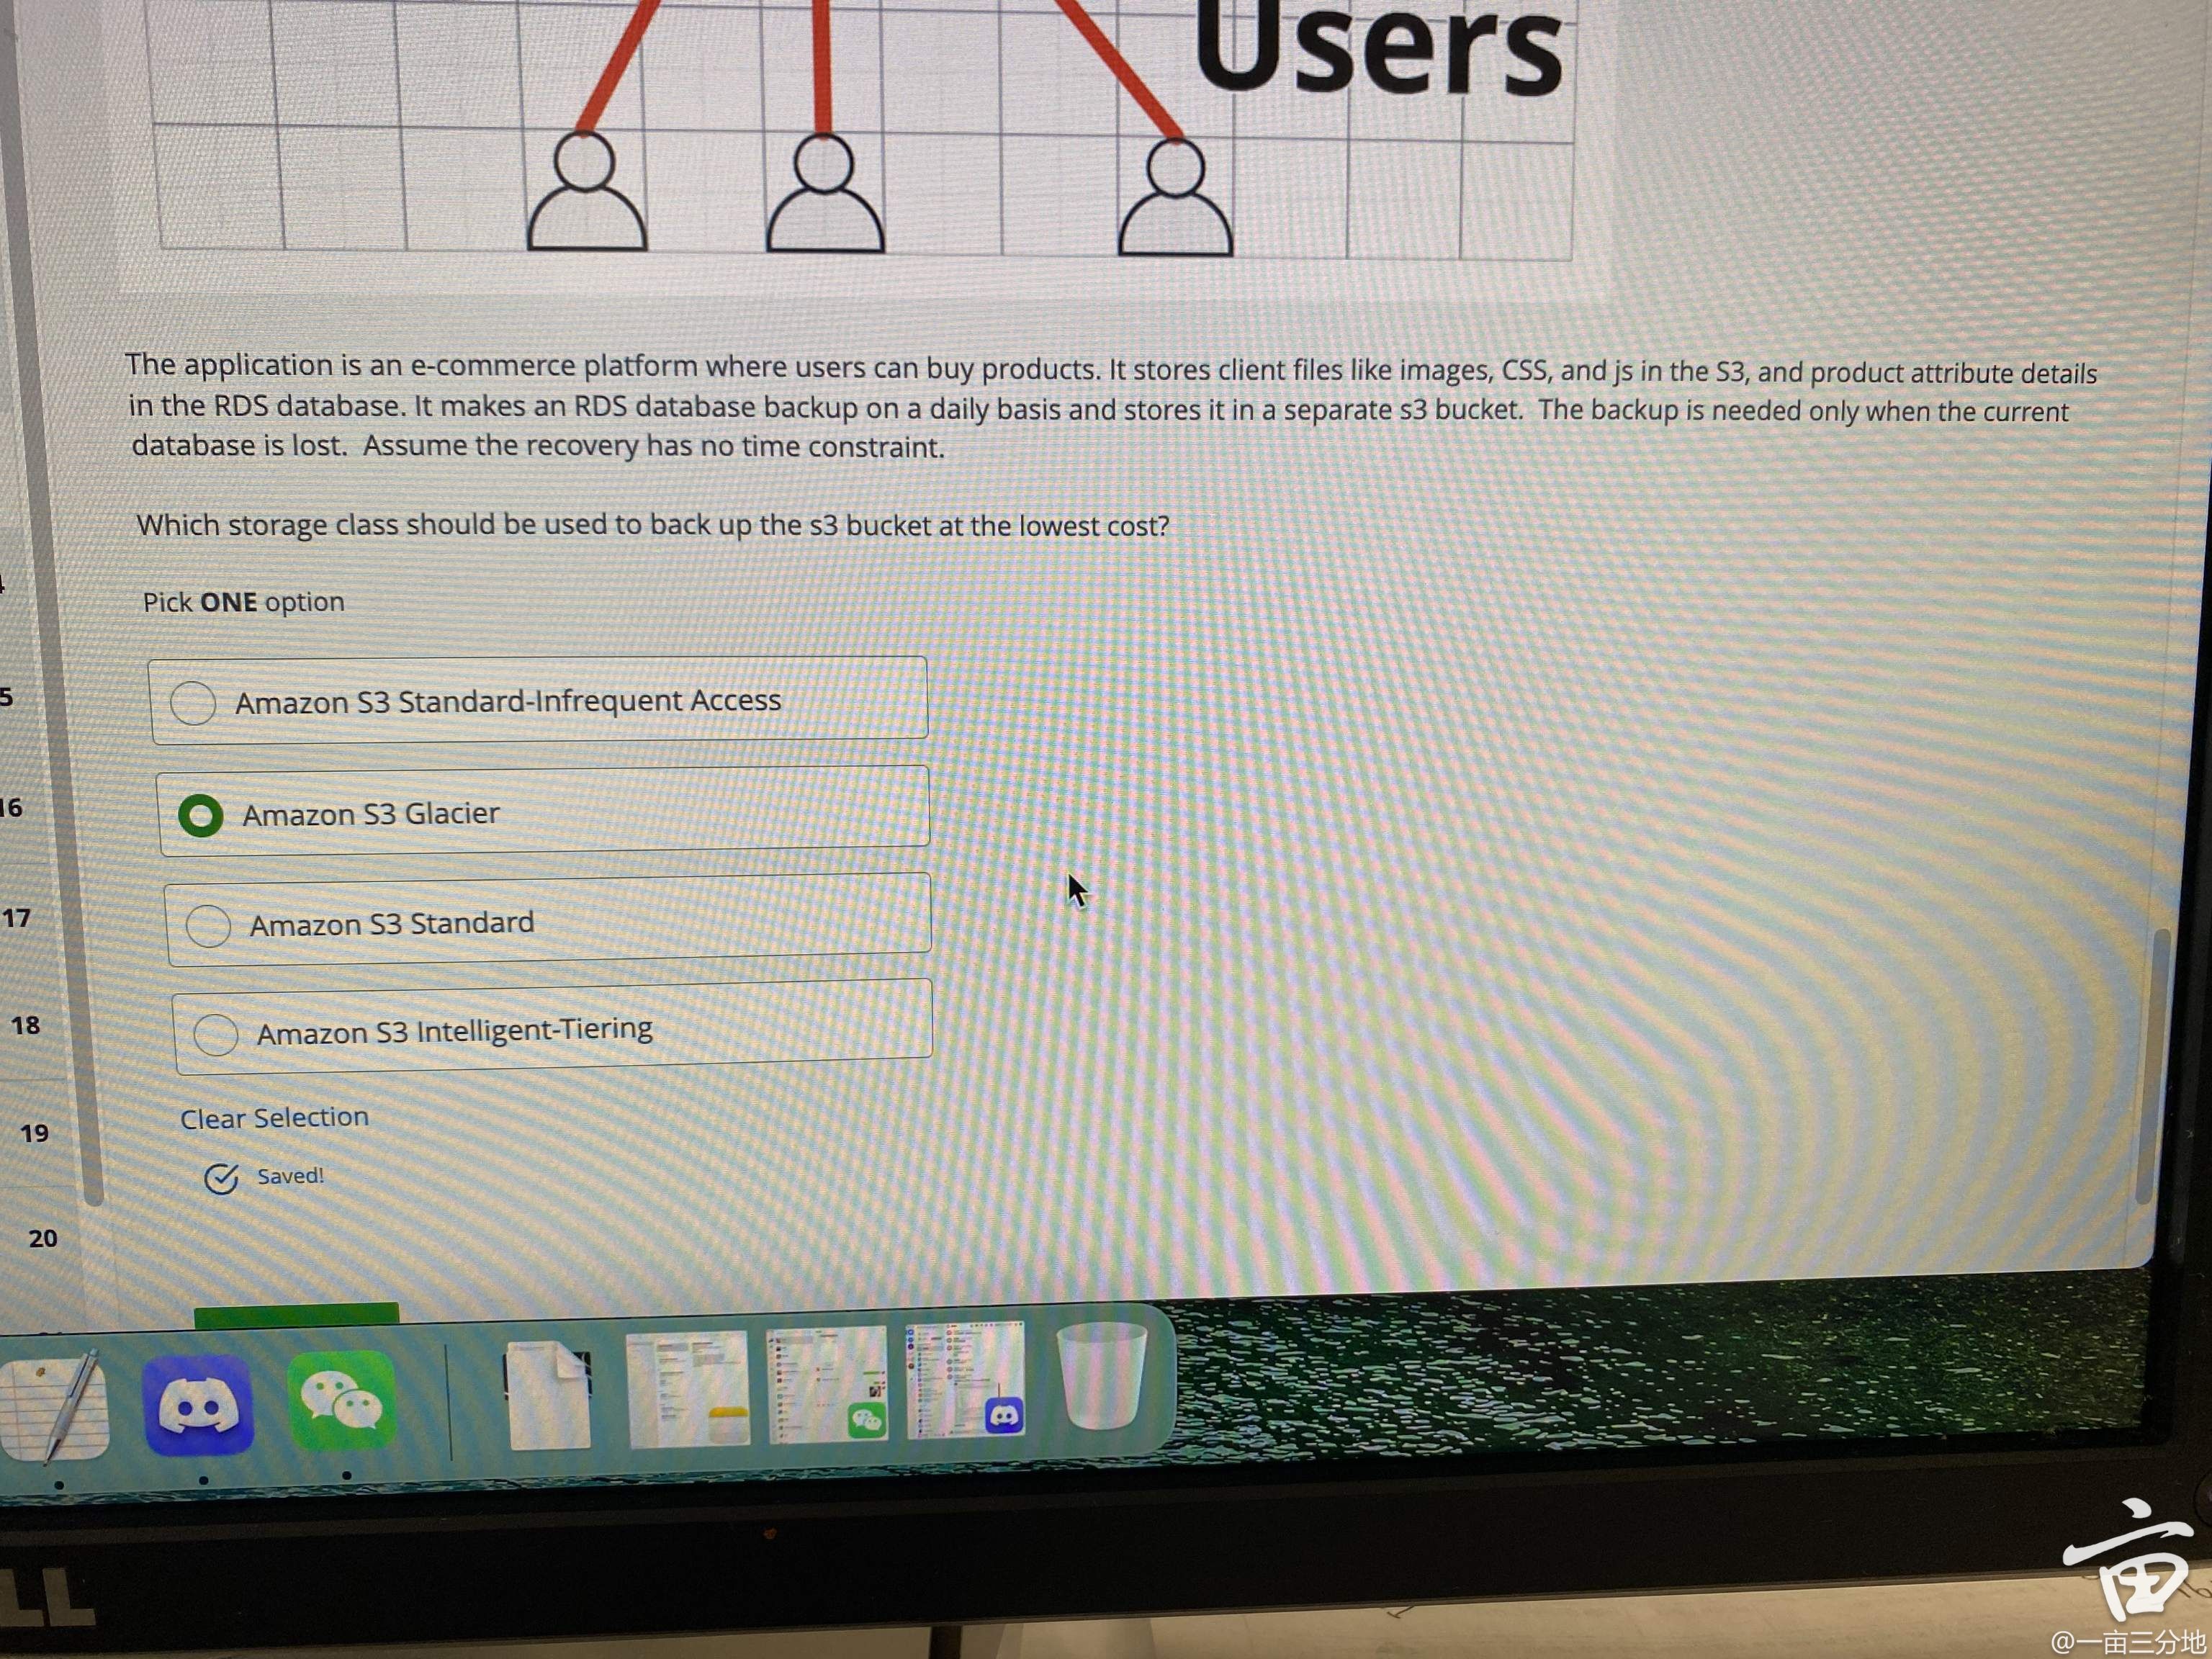 Users
The application is an e-commerce platform where users can buy products. It stores client files like images, CSS, and js in the S3, and product attribute details
in the RDS database. It makes an RDS database backup on a daily basis and stores it in a separate s3 bucket. The backup is needed only when the current
database is lost. Assume the recovery has no time constraint.
Which storage class should be used to back up the s3 bucket at the lowest cost?
Pick ONE option
5
Amazon S3 Standard-Infrequent Access
16
Amazon S3 Glacier
17
Amazon S3 Standard
18
Amazon S3 Intelligent-Tiering
19
Clear Selection
Saved!
20
LL
亩
@一亩三分地